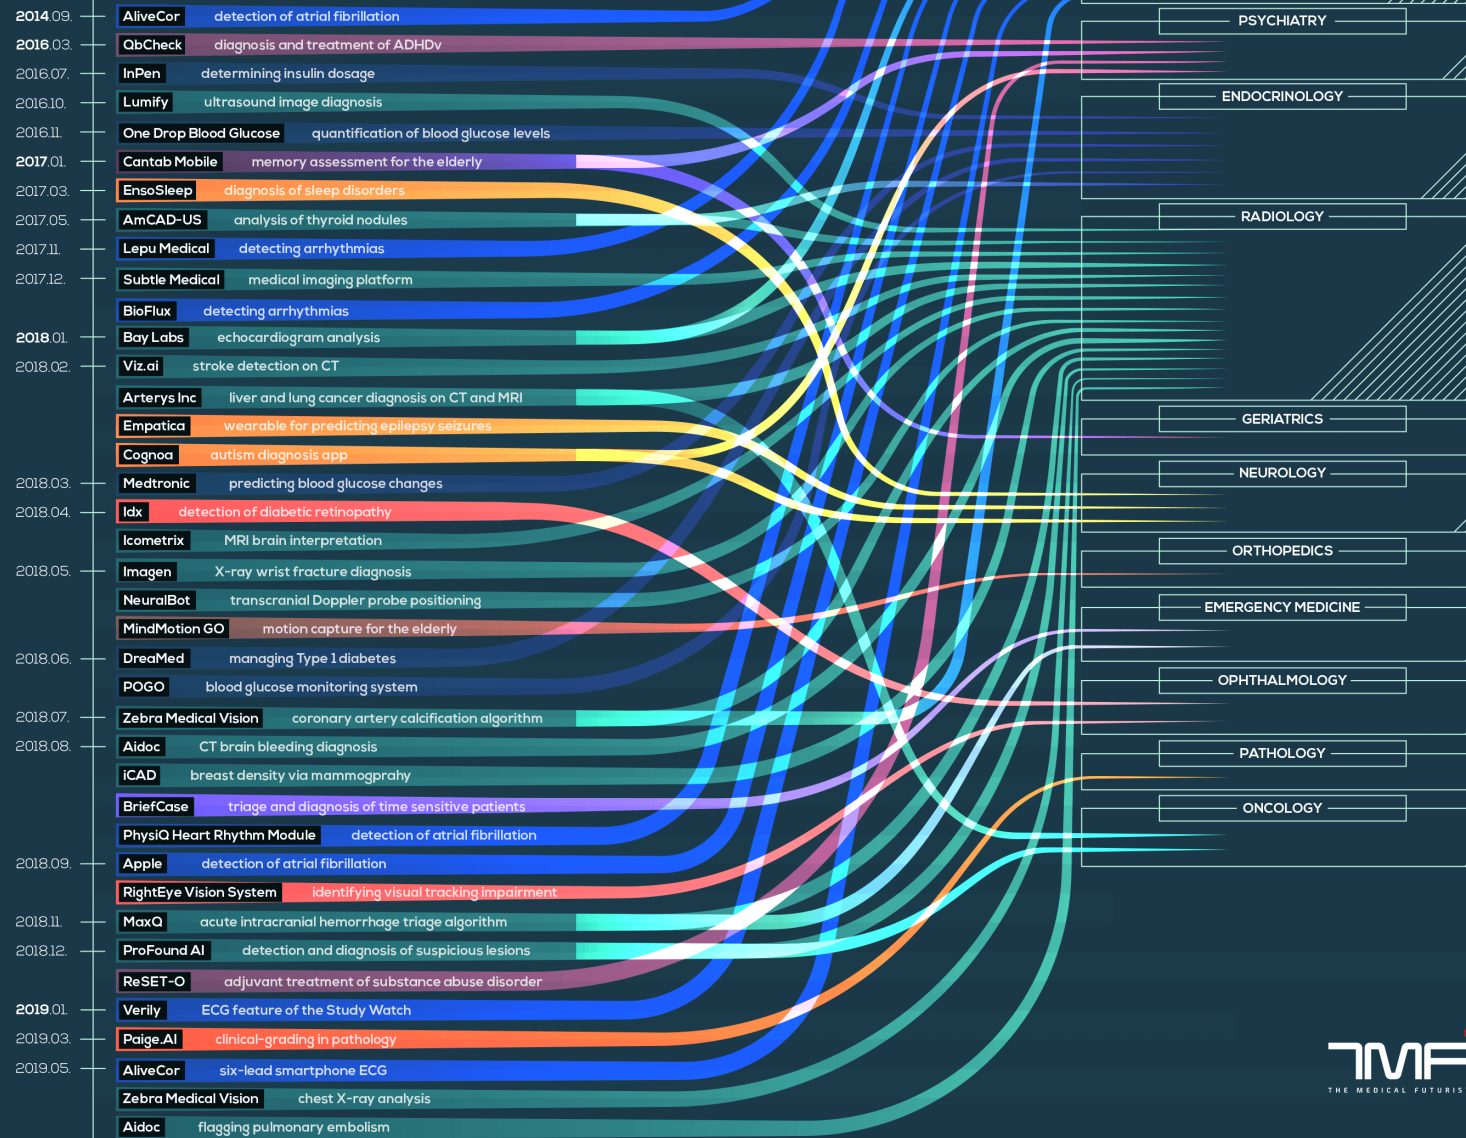 2014.09. AliveCor detection of atrial fibrillation
2016.03. QbCheck diagnosis and treatment of ADHDv
2016.07. InPen determining insulin dosage
2016.10. Lumify ultrasound image diagnosis
2016.11. One Drop Blood Glucose quantification of blood glucose levels
2017.01. Cantab Mobile memory assessment for the elderly
2017.03. EnsoSleep diagnosis of sleep disorders
2017.05. AmCAD-US analysis of thyroid nodules
2017.11. Lepu Medical detecting arrhythmias
2017.12. Subtle Medical medical imaging platform
BioFlux detecting arrhythmias
2018.01. Bay Labs echocardiogram analysis
2018.02. Viz.ai stroke detection on CT
Arterys Inc liver and lung cancer diagnosis on CT and MRI
Empatica wearable for predicting epilepsy seizures
Cognoa autism diagnosis app
2018.03. Medtronic predicting blood glucose changes
2018.04. Idx detection of diabetic retinopathy
Icometrix MRI brain interpretation
2018.05. Imagen X-ray wrist fracture diagnosis
NeuralBot transcranial Doppler probe positioning
MindMotion GO motion capture for the elderly
2018.06. DreaMed managing Type 1 diabetes
POGO blood glucose monitoring system
2018.07. Zebra Medical Vision coronary artery calcification algorithm
2018.08. Aidoc CT brain bleeding diagnosis
iCAD breast density via mammogprahy
BriefCase triage and diagnosis of time sensitive patients
PhysiQ Heart Rhythm Module detection of atrial fibrillation
2018.09. Apple detection of atrial fibrillation
RightEye Vision System identifying visual tracking impairment
2018.11. MaxQ acute intracranial hemorrhage triage algorithm
2018.12. ProFound AI detection and diagnosis of suspicious lesions
ReSET-O adjuvant treatment of substance abuse disorder
2019.01. Verily ECG feature of the Study Watch
2019.03. Paige.AI clinical-grading in pathology
2019.05. AliveCor six-lead smartphone ECG
Zebra Medical Vision chest X-ray analysis
Aidoc flagging pulmonary embolism
PSYCHIATRY
ENDOCRINOLOGY
RADIOLOGY
GERIATRICS
NEUROLOGY
ORTHOPEDICS
EMERGENCY MEDICINE
OPHTHALMOLOGY
PATHOLOGY
ONCOLOGY
TMF
THE MEDICAL FUTURIS